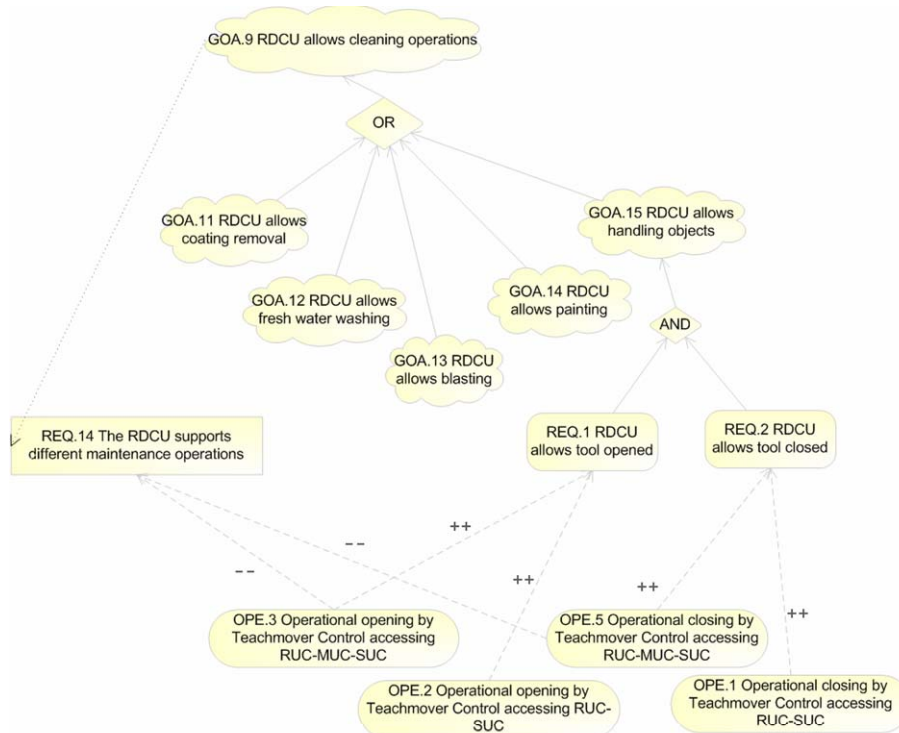 GOA.9 RDCU allows cleaning operations
OR
GOA.11 RDCU allows
coating removal
GOA.15 RDCU allows
handling objects
GOA.12 RDCU allows
fresh water washing
GOA.14 RDCU
allows painting
AND
GOA.13 RDCU
allows blasting
REQ.14 The RDCU supports
different maintenance operations
REQ.1 RDCU
allows tool opened
REQ.2 RDCU
allows tool closed
++
--
--
++
++
++
OPE.3 Operational opening by
Teachmover Control accessing
RUC-MUC-SUC
OPE.5 Operational closing by
Teachmover Control accessing
RUC-MUC-SUC
OPE.2 Operational opening by
Teachmover Control accessing RUC-
SUC
OPE.1 Operational closing by
Teachmover Control accessing
RUC-SUC